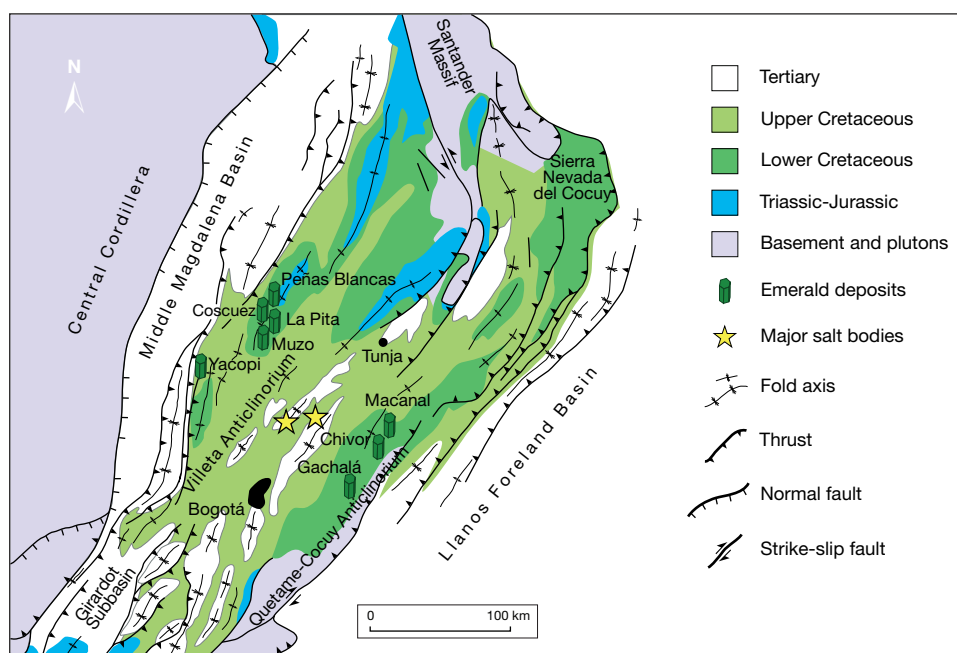 N
Central Cordillera
Middle Magdalena Basin
Santander
Massif
Sierra
Nevada
del Cocuy
Peñas Blancas
Coscuez
La Pita
Muzo
Yacopi
Tunja
Villeta Anticlinorium
Macanal
Chivor
Gachalá
Bogotá
Quetame-Cocuy Anticlinorium
Llanos Foreland Basin
Girardot
Subbasin
0
100 km
Tertiary
Upper Cretaceous
Lower Cretaceous
Triassic-Jurassic
Basement and plutons
Emerald deposits
Major salt bodies
Fold axis
Thrust
Normal fault
Strike-slip fault